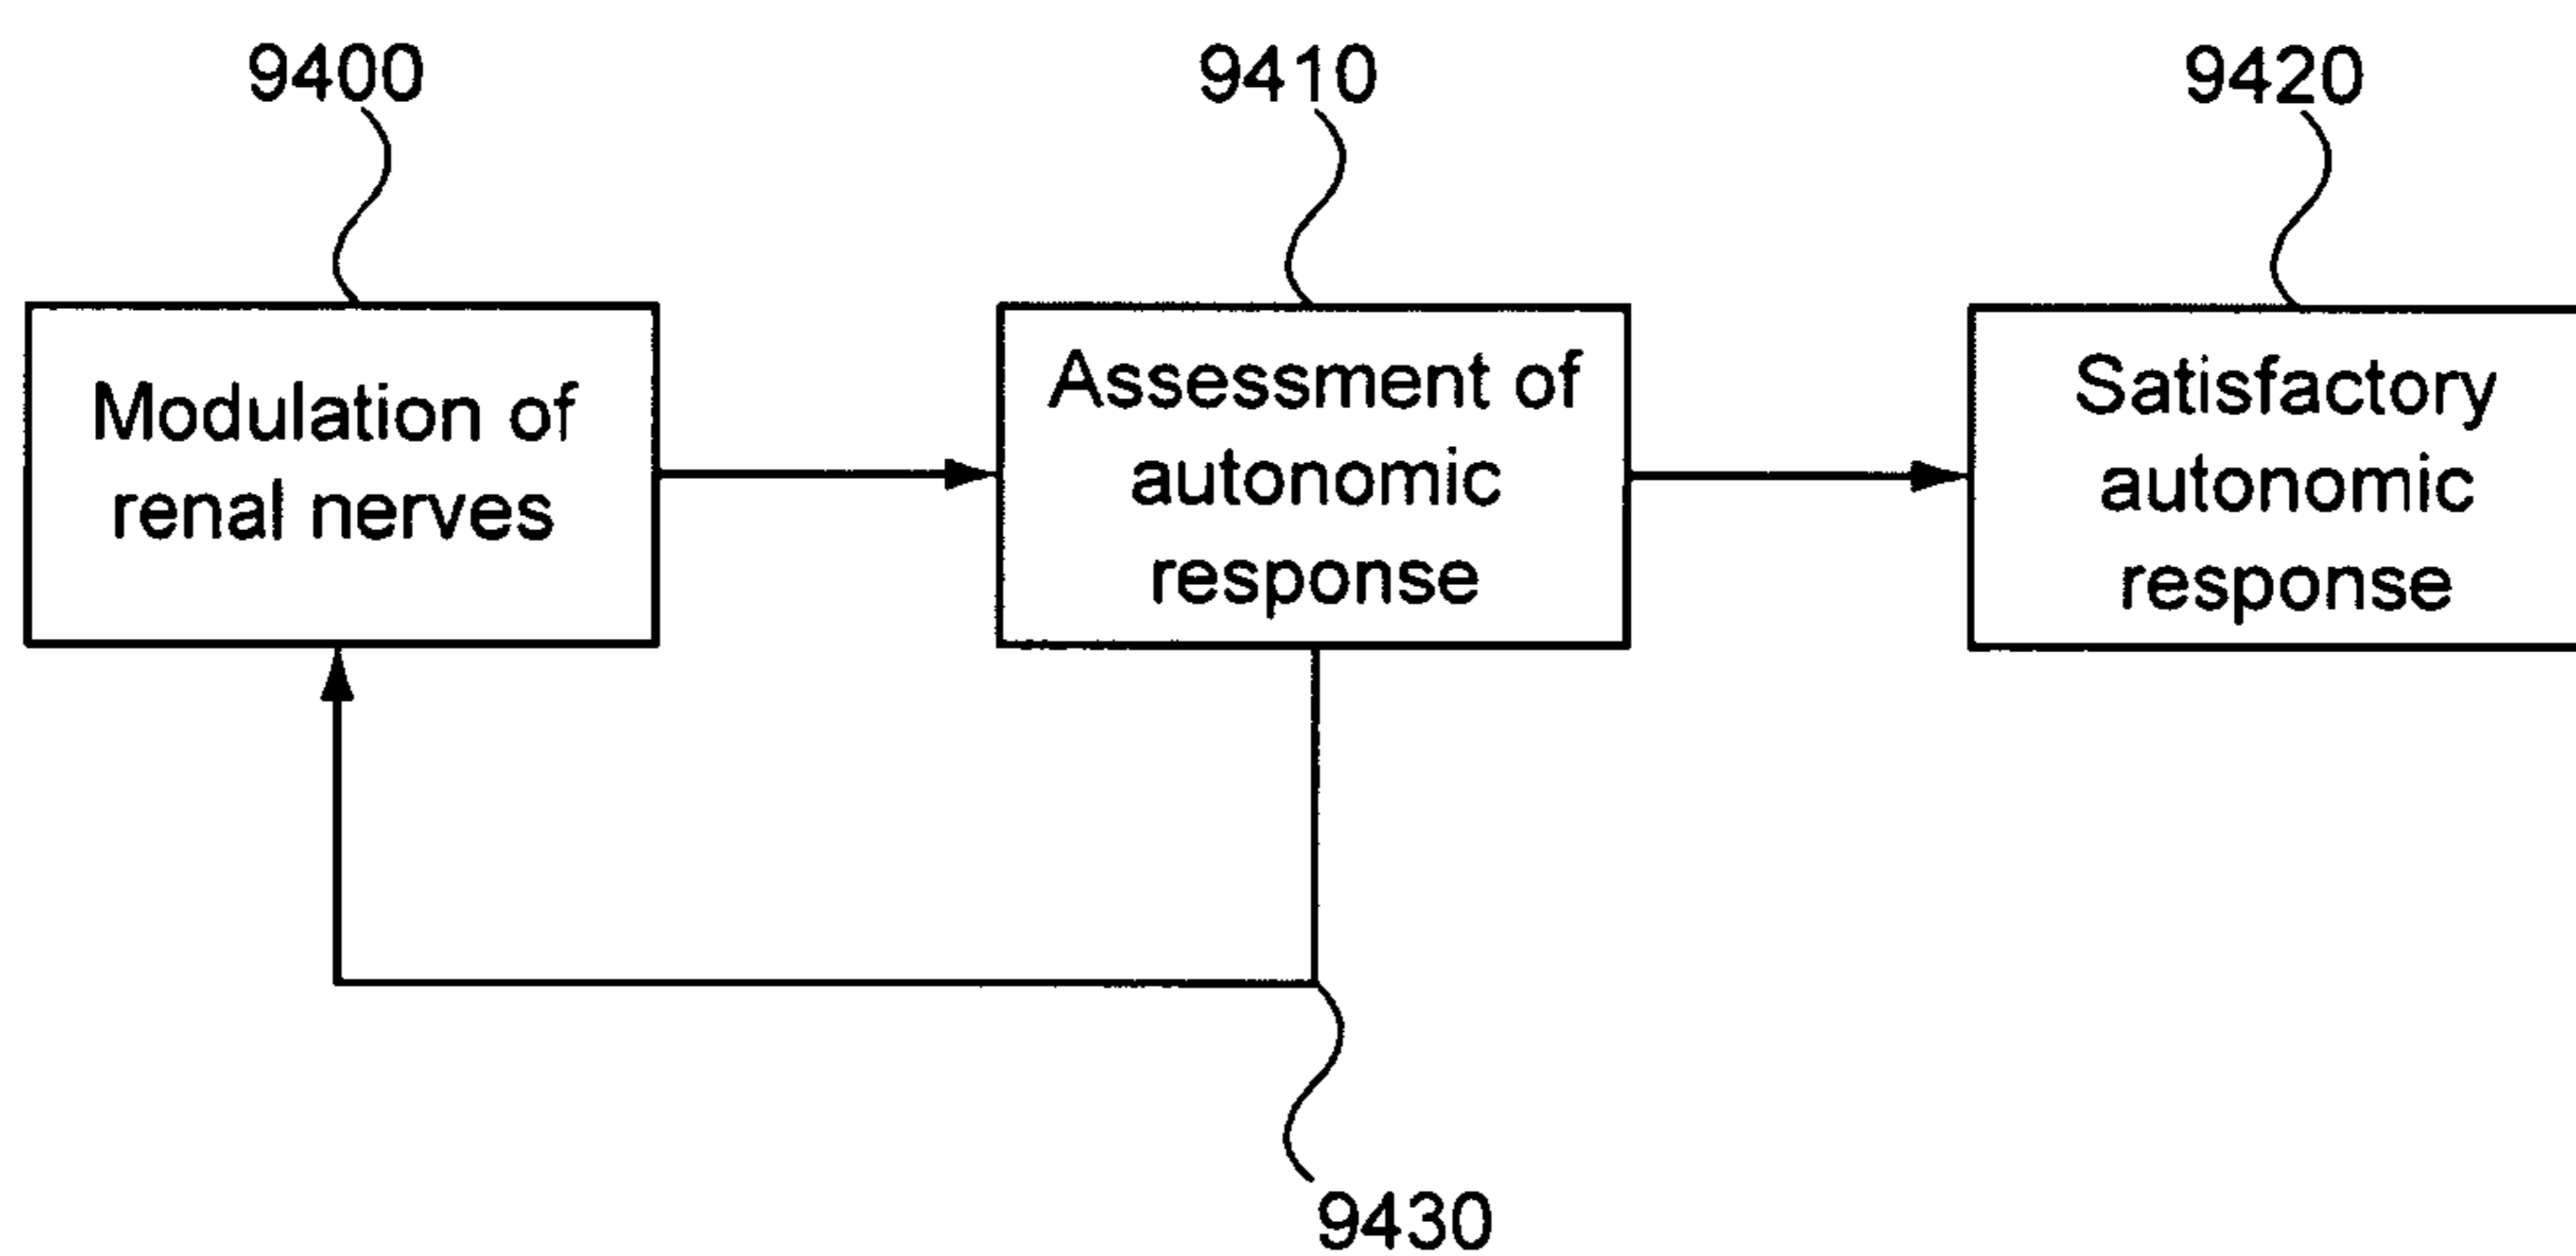 9400
9410
9420
Modulation of
renal nerves
Assessment of
autonomic
response
Satisfactory
autonomic
response
9430